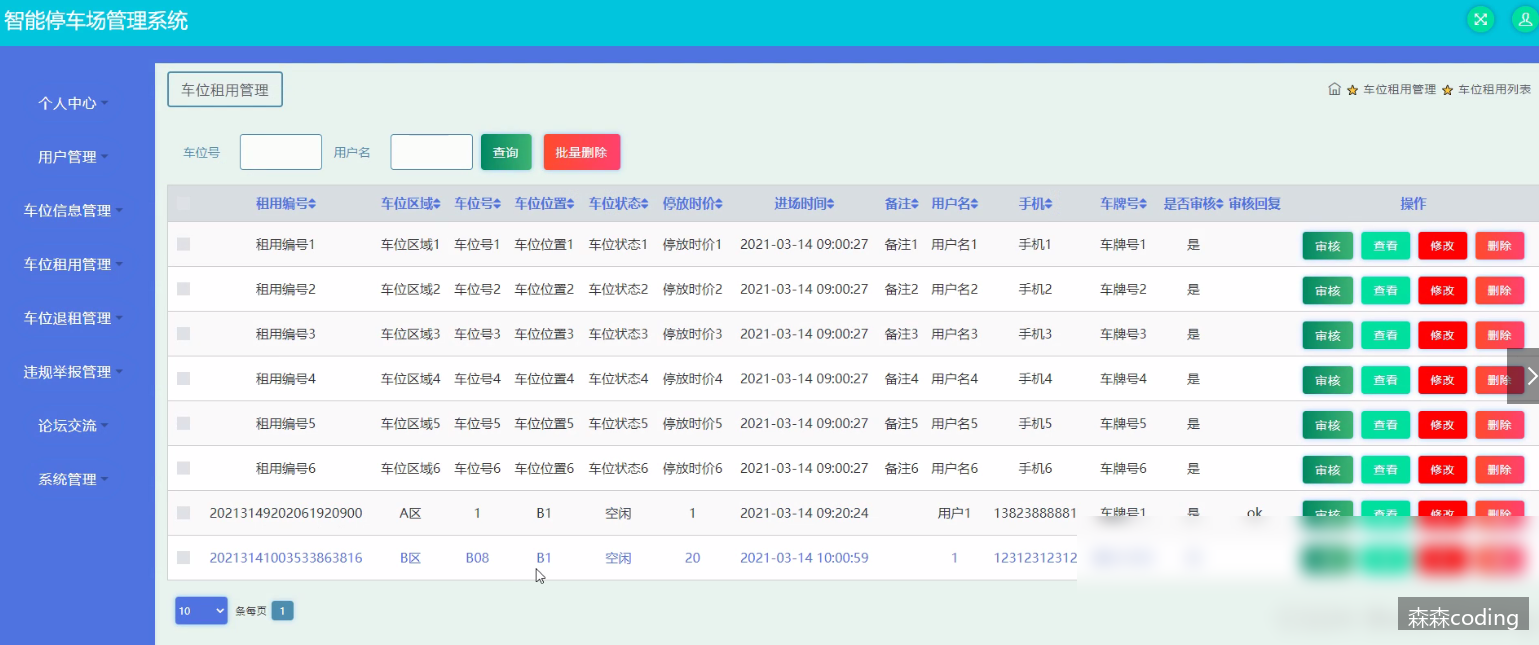 智能停车场管理系统
个人中心
用户管理
车位信息管理
车位租用管理
车位退租管理
违规举报管理
论坛交流
系统管理
车位租用管理
车位租用管理 车位租用列表
车位号 用户名 查询 批量删除
租用编号 车位区域 车位号 车位位置 车位状态 停放时价 进场时间 备注 用户名 手机 车牌号 是否审核 审核回复 操作
租用编号1 车位区域1 车位号1 车位位置1 车位状态1 停放时价1 2021-03-14 09:00:27 备注1 用户名1 手机1 车牌号1 是 审核 查看 修改 删除
租用编号2 车位区域2 车位号2 车位位置2 车位状态2 停放时价2 2021-03-14 09:00:27 备注2 用户名2 手机2 车牌号2 是 审核 查看 修改 删除
租用编号3 车位区域3 车位号3 车位位置3 车位状态3 停放时价3 2021-03-14 09:00:27 备注3 用户名3 手机3 车牌号3 是 审核 查看 修改 删除
租用编号4 车位区域4 车位号4 车位位置4 车位状态4 停放时价4 2021-03-14 09:00:27 备注4 用户名4 手机4 车牌号4 是 审核 查看 修改 删除
租用编号5 车位区域5 车位号5 车位位置5 车位状态5 停放时价5 2021-03-14 09:00:27 备注5 用户名5 手机5 车牌号5 是 审核 查看 修改 删除
租用编号6 车位区域6 车位号6 车位位置6 车位状态6 停放时价6 2021-03-14 09:00:27 备注6 用户名6 手机6 车牌号6 是 审核 查看 修改 删除
20213149202061920900 A区 1 B1 空闲 1 2021-03-14 09:20:24 用户1 13823888881 车牌号1 是 ok 审核 查看 修改 删除
20213141003533863816 B区 B08 B1 空闲 20 2021-03-14 10:00:59 1 12312312312
10 条每页 1
森森coding